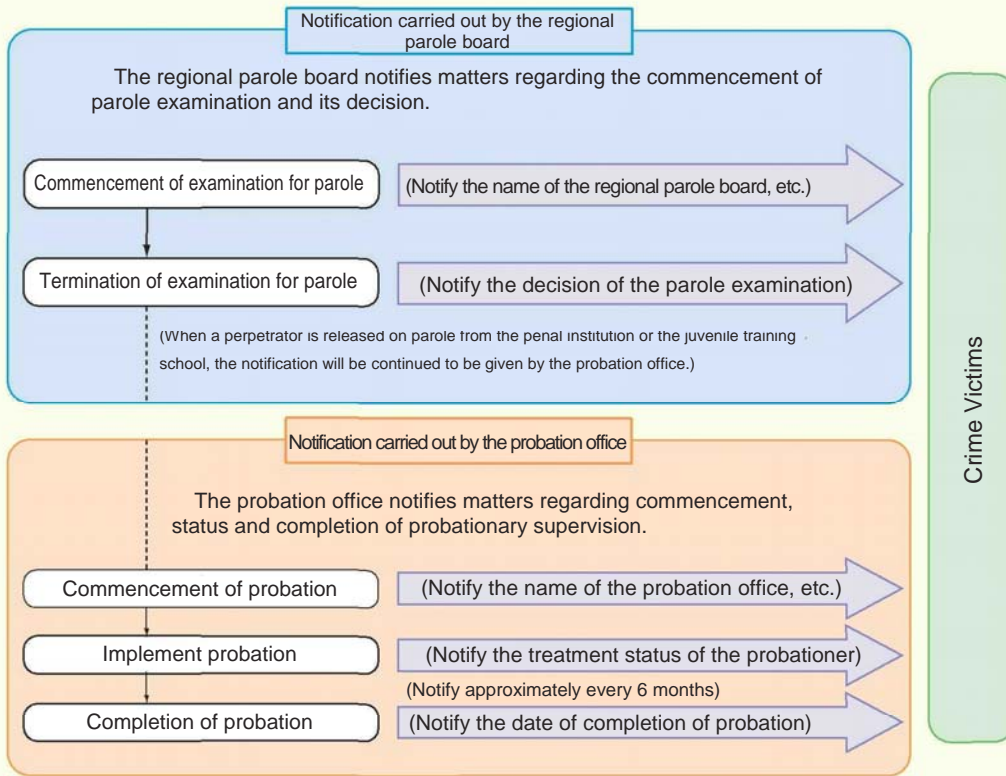 Notification carried out by the regional
parole board
The regional parole board notifies matters regarding the commencement of
parole examination and its decision.
Commencement of examination for parole
(Notify the name of the regional parole board, etc.)
Termination of examination for parole
(Notify the decision of the parole examination)
(When a perpetrator is released on parole from the penal institution or the juvenile training
school, the notification will be continued to be given by the probation office.)
Notification carried out by the probation office
The probation office notifies matters regarding commencement,
status and completion of probationary supervision.
Commencement of probation
(Notify the name of the probation office, etc.)
Implement probation
(Notify the treatment status of the probationer)
(Notify approximately every 6 months)
Completion of probation
(Notify the date of completion of probation)
Crime Victims